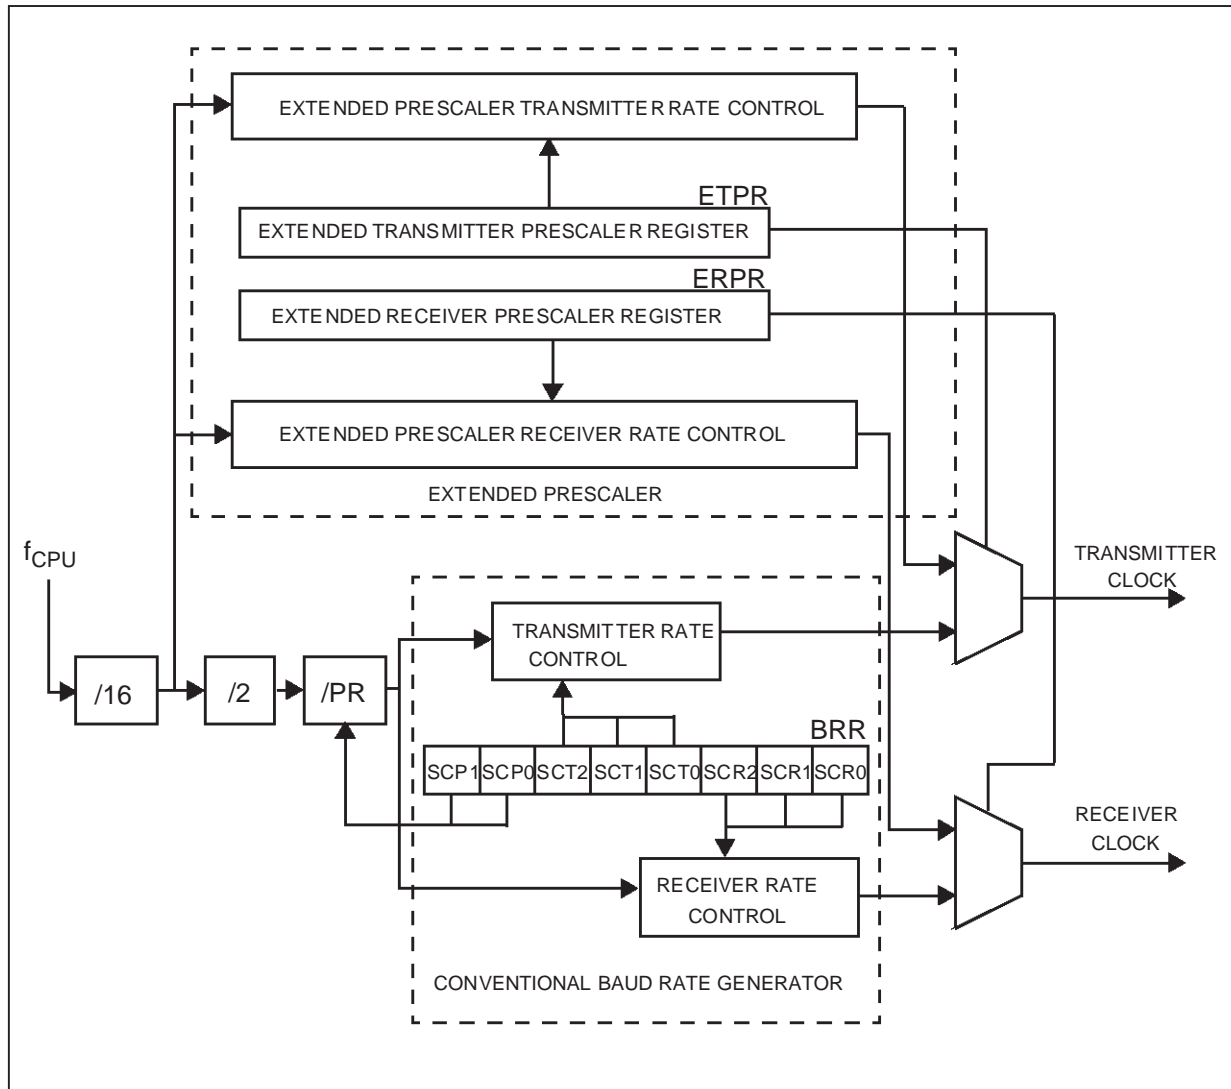 EXTENDED PRESCALER TRANSMITTER RATE CONTROL
ETPR
EXTENDED TRANSMITTER PRESCALER REGISTER
ERPR
EXTENDED RECEIVER PRESCALER REGISTER
EXTENDED PRESCALER RECEIVER RATE CONTROL
EXTENDED PRESCALER
fCPU
TRANSMITTER
CLOCK
TRANSMITTER RATE
CONTROL
/16
/2
/PR
BRR
SCP1 SCP0 SCT2 SCT1 SCT0 SCR2 SCR1 SCR0
RECEIVER
CLOCK
RECEIVER RATE
CONTROL
CONVENTIONAL BAUD RATE GENERATOR